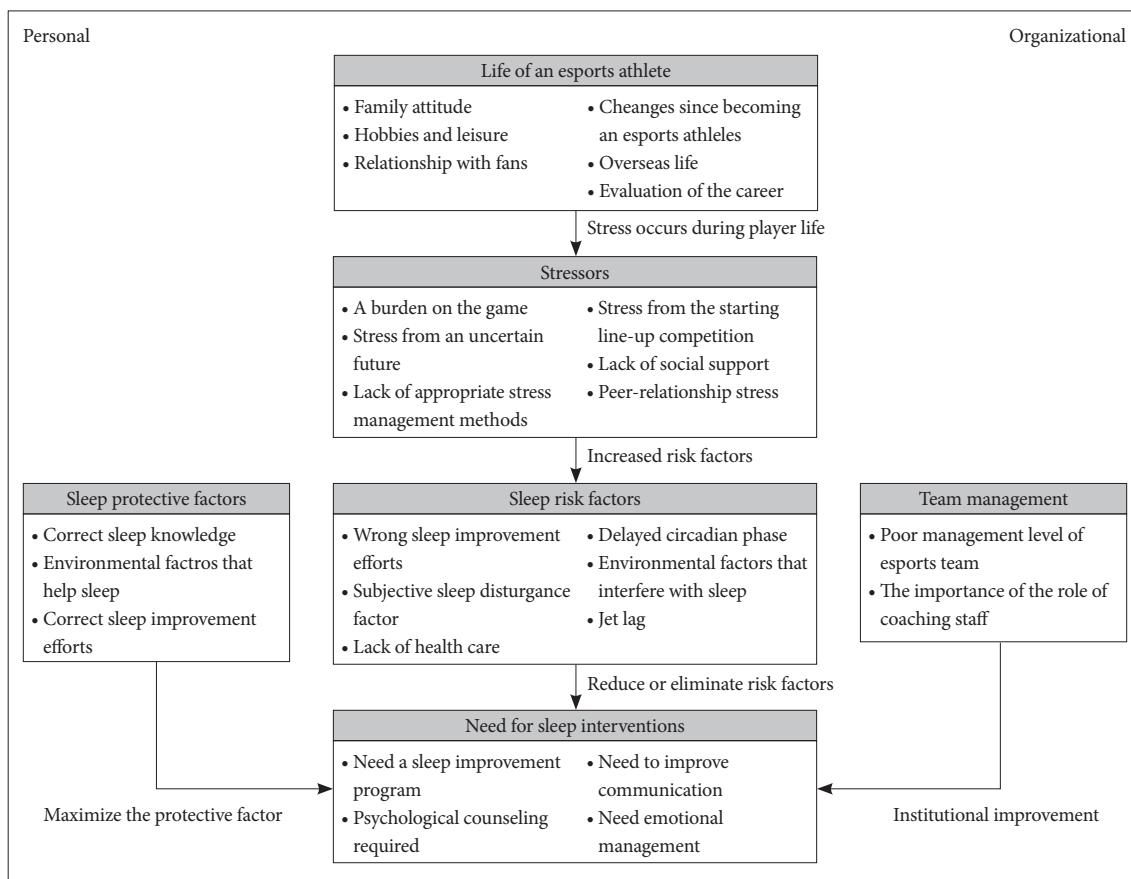 Personal
Organizational
Life of an esports athlete
• Family attitude
• Hobbies and leisure
• Relationship with fans
• Cheanges since becoming
an esports athleles
• Overseas life
• Evaluation of the career
Stress occurs during player life
Stressors
• A burden on the game
• Stress from an uncertain
future
• Lack of appropriate stress
management methods
• Stress from the starting
line-up competition
• Lack of social support
• Peer-relationship stress
Increased risk factors
Sleep protective factors
• Correct sleep knowledge
• Environmental factros that
help sleep
• Correct sleep improvement
efforts
Sleep risk factors
• Wrong sleep improvement
efforts
• Subjective sleep disturgance
factor
• Lack of health care
• Delayed circadian phase
• Environmental factors that
interfere with sleep
• Jet lag
Team management
• Poor management level of
esports team
• The importance of the role of
coaching staff
Reduce or eliminate risk factors
Need for sleep interventions
• Need a sleep improvement
program
• Psychological counseling
required
• Need to improve
communication
• Need emotional
management
Maximize the protective factor
Institutional improvement